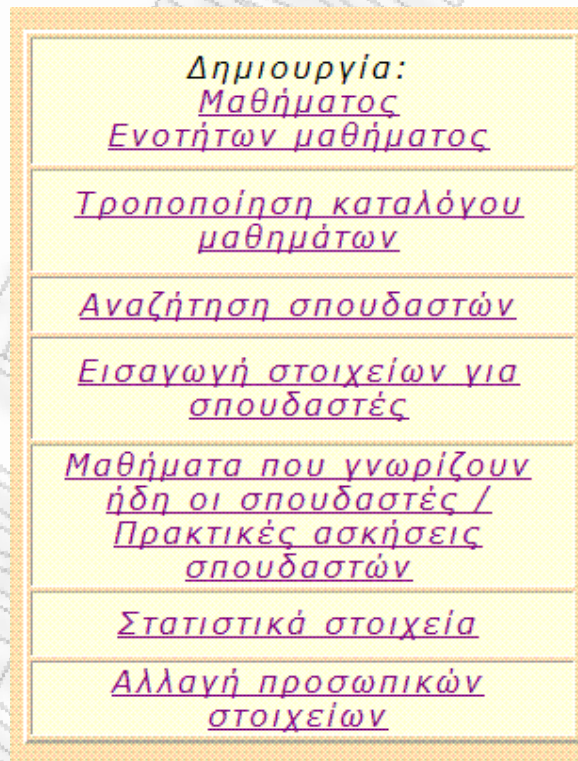 Δημιουργία:
Μαθήματος
Ενοτήτων μαθήματος
Τροποποίηση καταλόγου
μαθημάτων
Αναζήτηση σπουδαστών
Εισαγωγή στοιχείων για
σπουδαστές
Μαθήματα που γνωρίζουν
ήδη οι σπουδαστές /
Πρακτικές ασκήσεις
σπουδαστών
Στατιστικά στοιχεία
Αλλαγή προσωπικών
στοιχείων